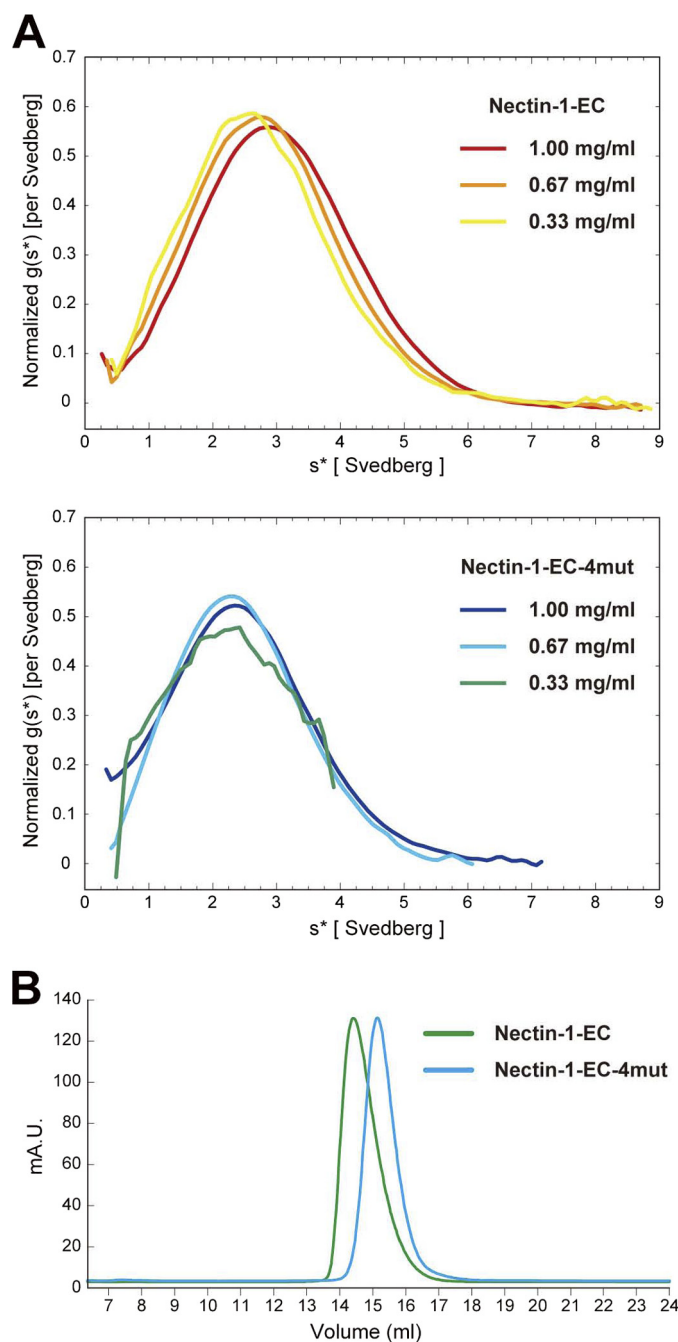 A
Normalized g(s*) [per Svedberg]
0.7
0.6
0.5
0.4
0.3
0.2
0.1
0
Nectin-1-EC
1.00 mg/ml
0.67 mg/ml
0.33 mg/ml
0 1 2 3 4 5 6 7 8 9
s* [ Svedberg ]
Normalized g(s*) [per Svedberg]
0.7
0.6
0.5
0.4
0.3
0.2
0.1
0
Nectin-1-EC-4mut
1.00 mg/ml
0.67 mg/ml
0.33 mg/ml
0 1 2 3 4 5 6 7 8 9
s* [ Svedberg ]
B
mA.U.
140
120
100
80
60
40
20
0
Nectin-1-EC
Nectin-1-EC-4mut
7 8 9 10 11 12 13 14 15 16 17 18 19 20 21 22 23 24
Volume (ml)